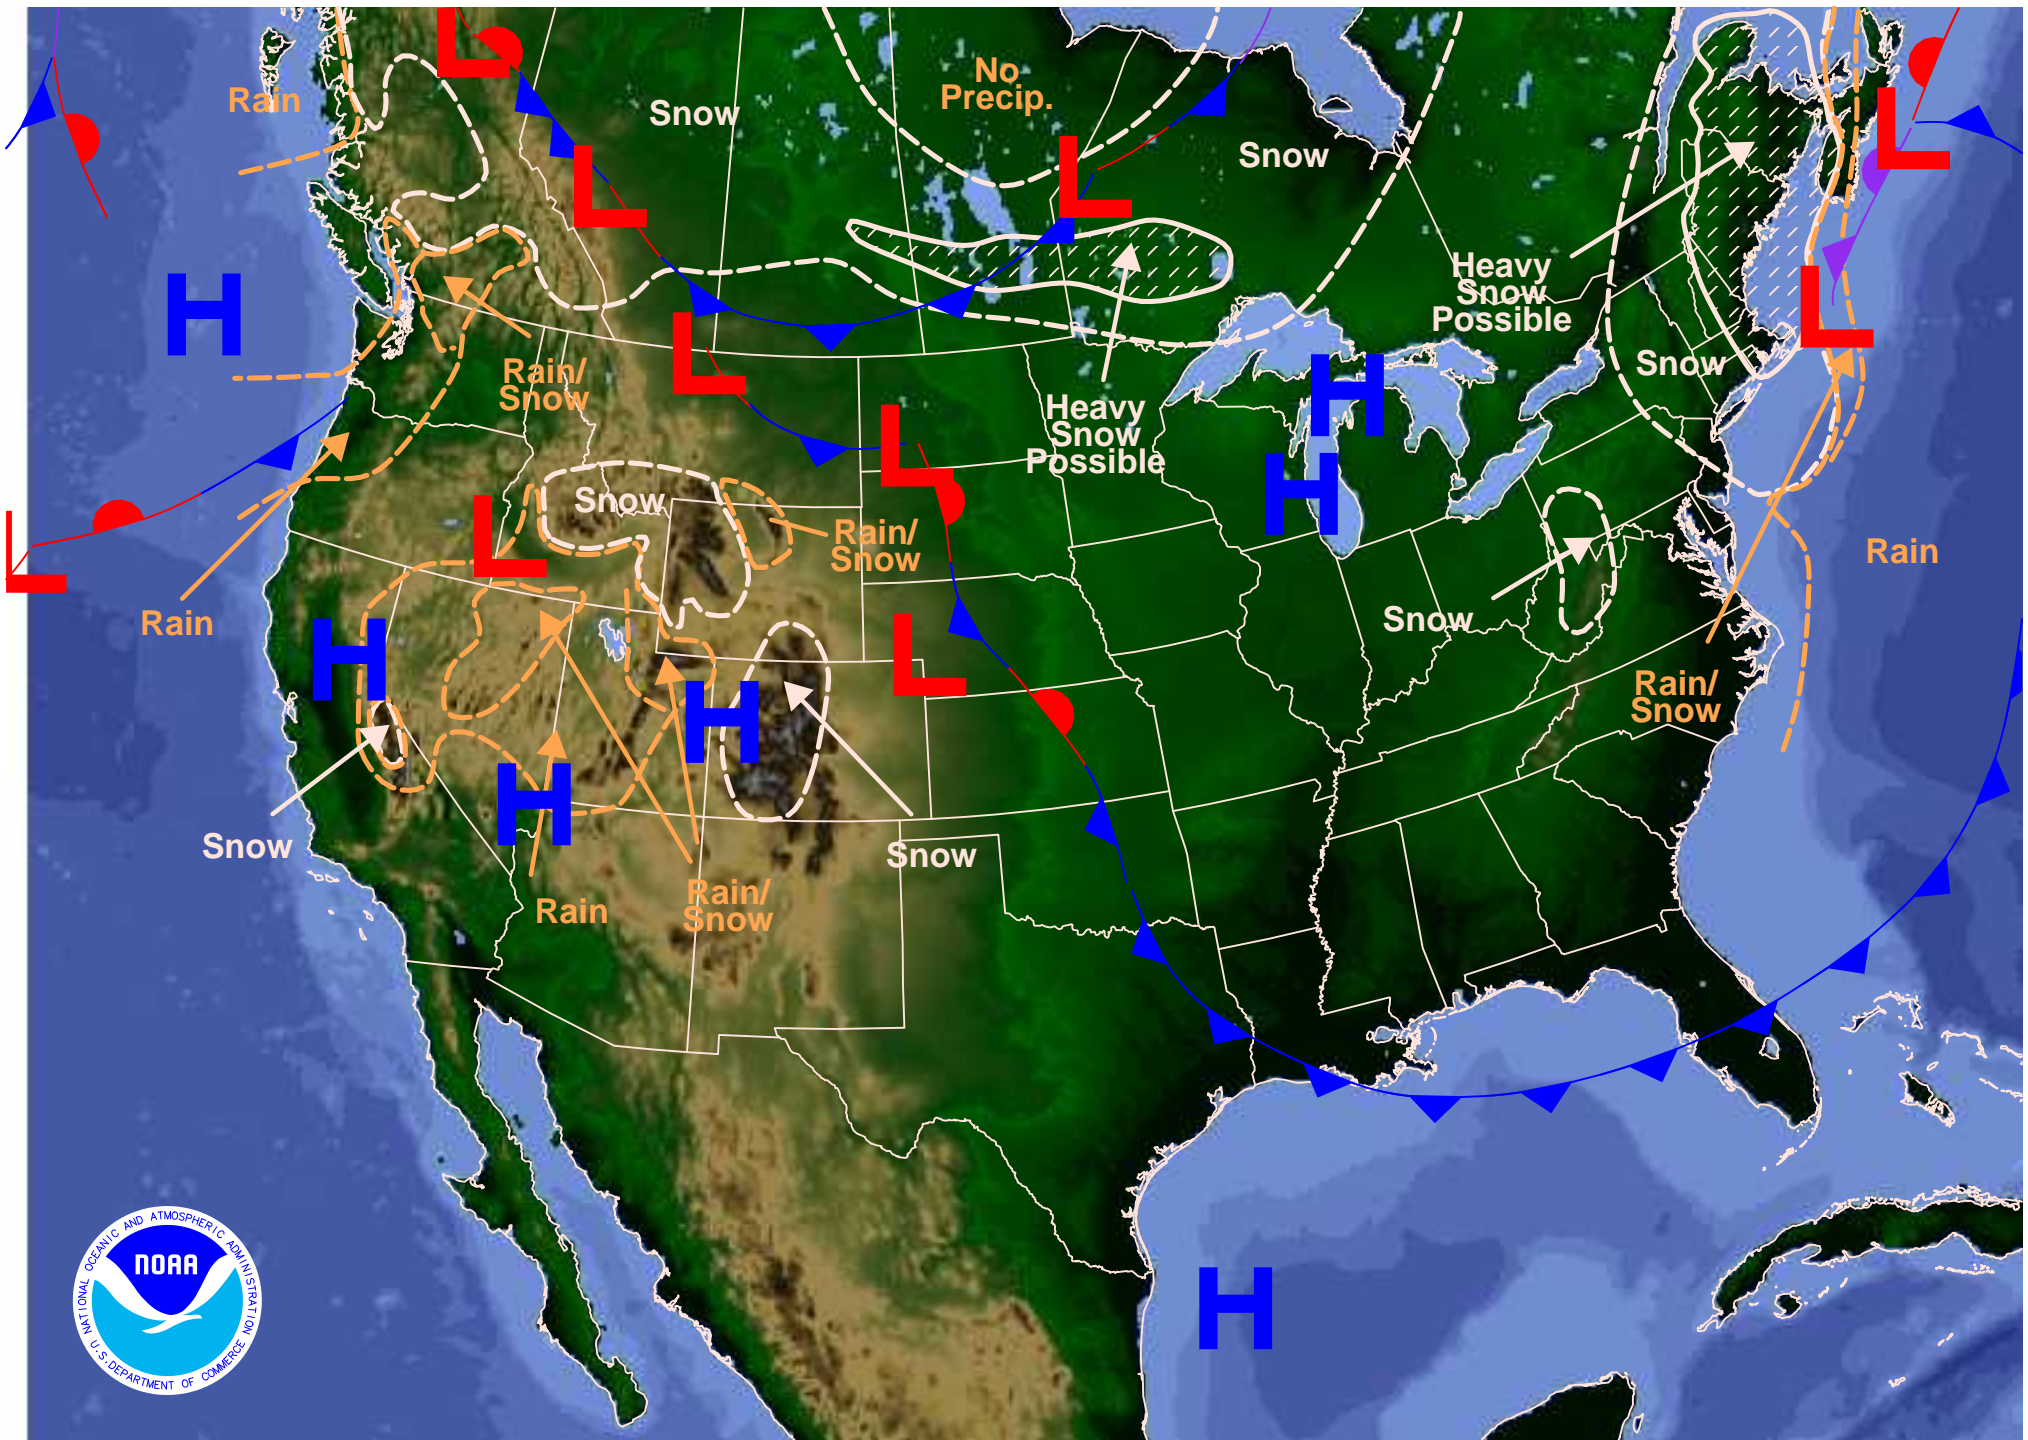 Rain
Snow
No
Precip.
Snow
Heavy
Snow
Possible
Snow
Rain/
Snow
Heavy
Snow
Possible
Snow
Rain/
Snow
Rain
Rain
Snow
Rain/
Snow
Snow
Snow
Rain
Rain/
Snow
L
L
L
L
L
L
L
L
L
L
H
H
H
H
H
H
H
NATIONAL OCEANIC AND ATMOSPHERIC ADMINISTRATION
NOAA
U.S. DEPARTMENT OF COMMERCE